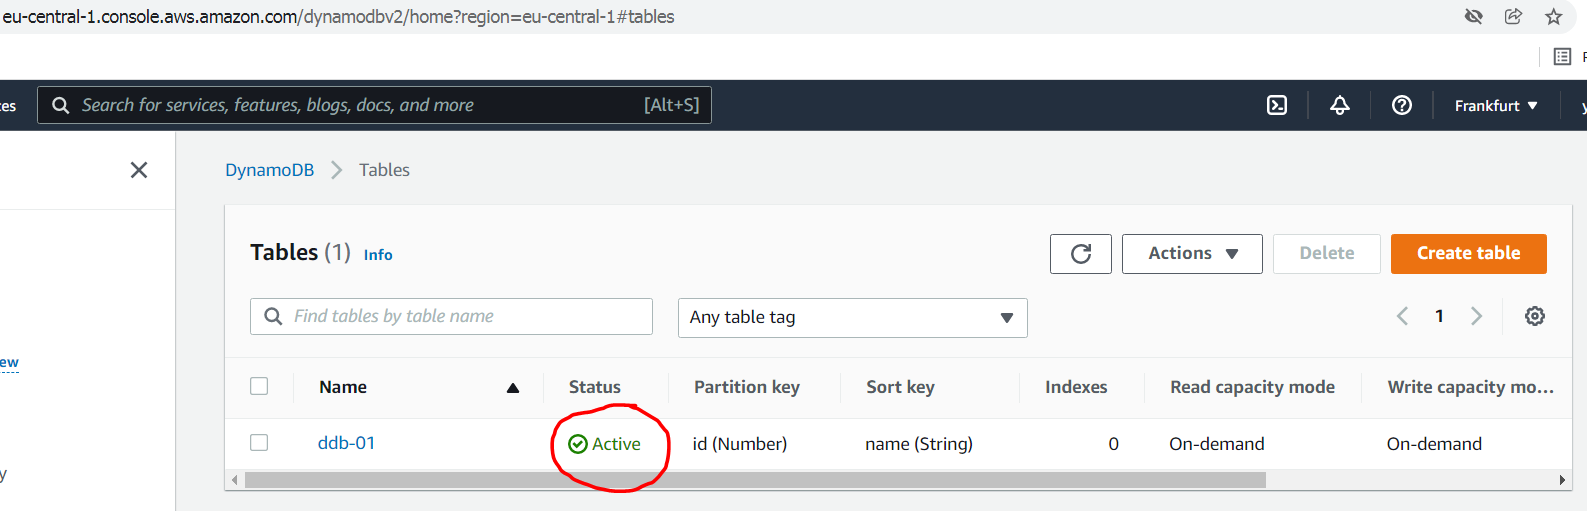 eu-central-1.console.aws.amazon.com/dynamodbv2/home?region=eu-central-1#tables
es Search for services, features, blogs, docs, and more [Alt+S] Frankfurt
DynamoDB Tables
Tables (1) Info Actions Delete Create table
Find tables by table name Any table tag 1
ew
Name Status Partition key Sort key Indexes Read capacity mode Write capacity mo...
ddb-01 Active id (Number) name (String) 0 On-demand On-demand
y